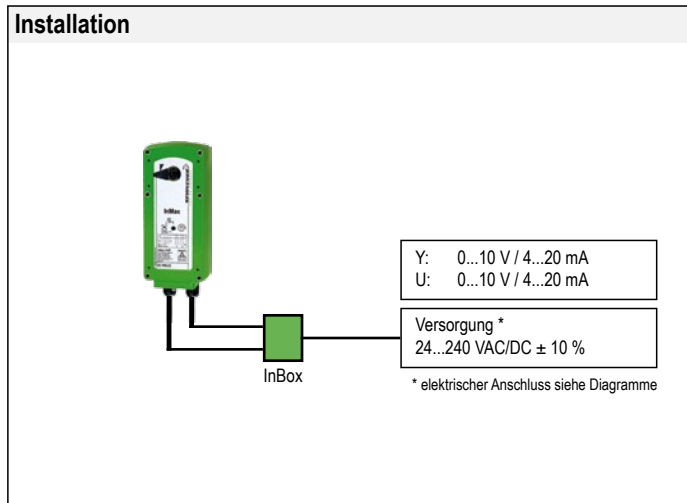 Installation
InMax
Y: 0...10 V / 4...20 mA
U: 0...10 V / 4...20 mA
Versorgung *
24...240 VAC/DC ± 10 %
InBox
* elektrischer Anschluss siehe Diagramme